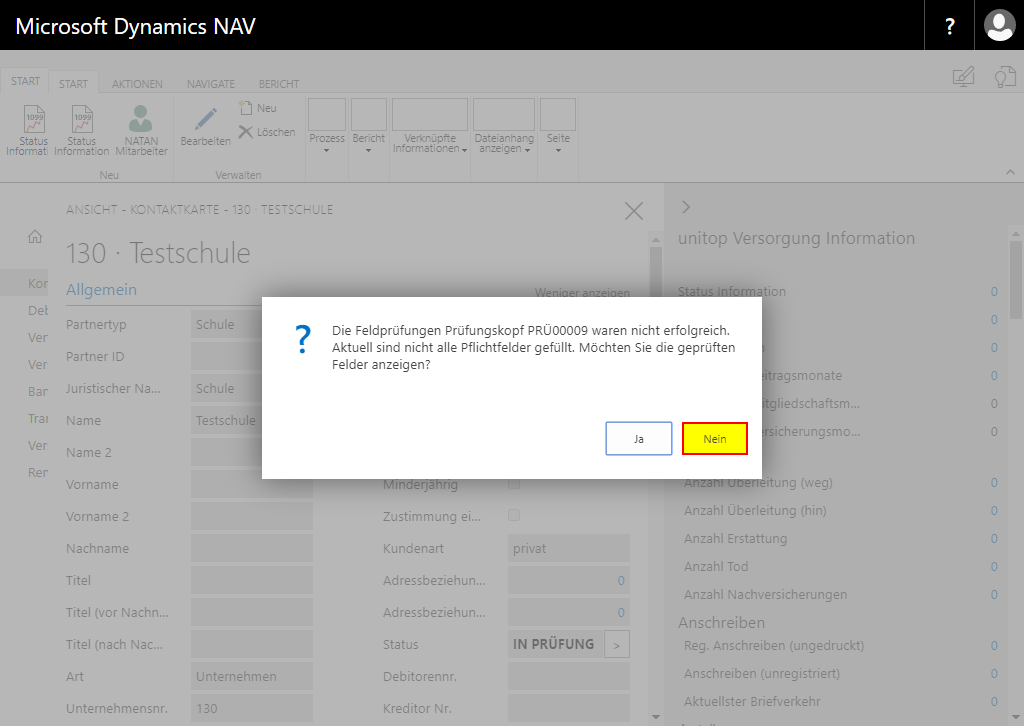 Microsoft Dynamics NAV
?
START
START
AKTIONEN
NAVIGATE
BERICHT
Status
Informati
Status
Information
NATAN
Mitarbeiter
Neu
Bearbeiten
Neu
Löschen
Verwalten
Prozess
Bericht
Verknüpfte
Informationen
Dateianhang
anzeigen
Seite
ANSICHT - KONTAKTKARTE - 130 · TESTSCHULE
130 · Testschule
Allgemein
Weniger anzeigen
Kor
Deb
Ver
Ver
Ban
Trar
Ver
Rer
Partnertyp
Schule
Partner ID
Juristischer Na...
Schule
Name
Testschule
Name 2
Vorname
Vorname 2
Nachname
Titel
Titel (vor Nachn...
Titel (nach Nac...
Art
Unternehmen
Unternehmensnr.
130
Minderjährig
Zustimmung ei...
Kundenart
privat
Adressbeziehun...
0
Adressbeziehun...
0
Status
IN PRÜFUNG
>
Debitorennr.
Kreditor Nr.
?
Die Feldprüfungen Prüfungskopf PRÜ00009 waren nicht erfolgreich.
Aktuell sind nicht alle Pflichtfelder gefüllt. Möchten Sie die geprüften
Felder anzeigen?
Ja
Nein
unitop Versorgung Information
Status Information
0
0
0
eitragsmonate
0
itgliedschaftsm...
0
ersicherungsmo...
0
Anzahl Überleitung (weg)
0
Anzahl Überleitung (hin)
0
Anzahl Erstattung
0
Anzahl Tod
0
Anzahl Nachversicherungen
0
Anschreiben
Reg. Anschreiben (ungedruckt)
0
Anschreiben (unregistriert)
0
Aktuellster Briefverkehr
0